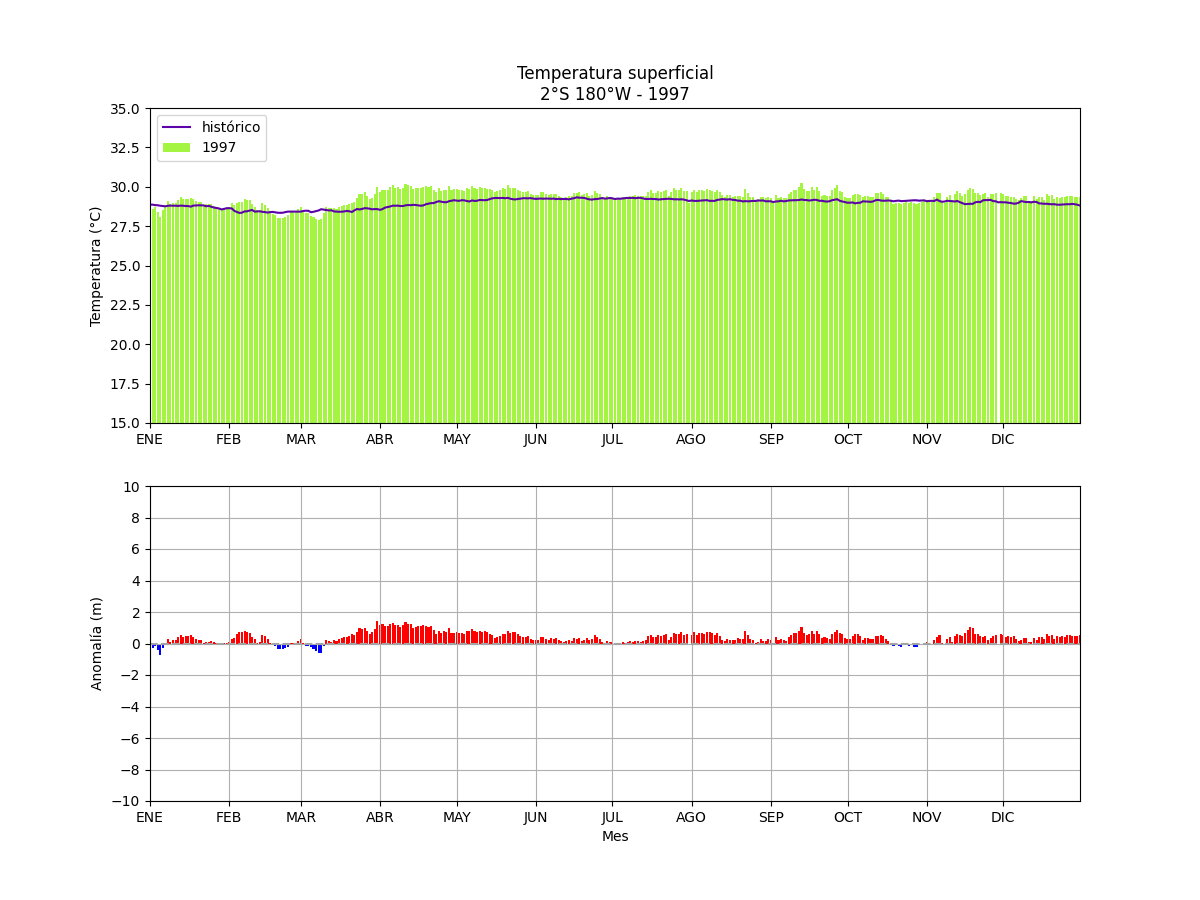 Temperatura superficial
2°S 180°W - 1997
35.0
32.5
30.0
27.5
25.0
22.5
20.0
17.5
15.0
Temperatura (°C)
histórico
1997
ENE FEB MAR ABR MAY JUN JUL AGO SEP OCT NOV DIC
10
8
6
4
2
0
−2
−4
−6
−8
−10
Anomalía (m)
ENE FEB MAR ABR MAY JUN JUL AGO SEP OCT NOV DIC
Mes